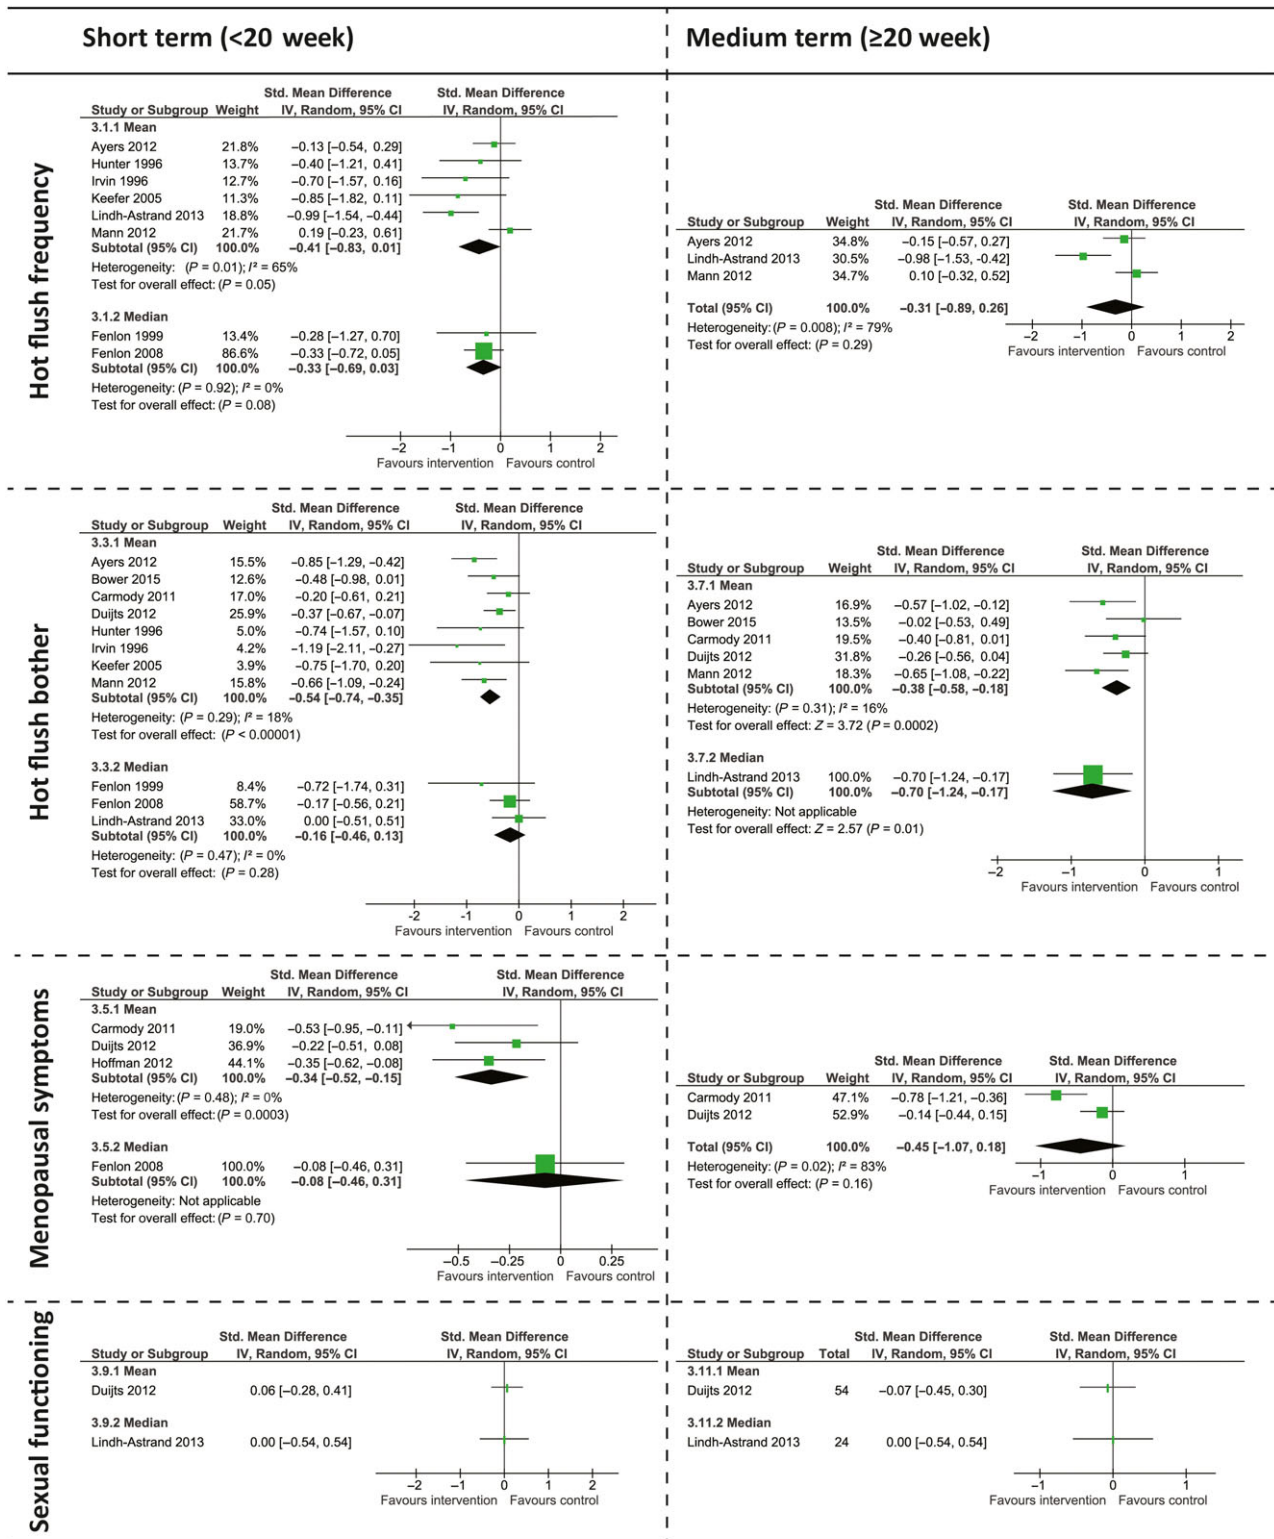 Short term (<20 week)
Medium term (≥20 week)
Hot flush frequency
Std. Mean Difference Std. Mean Difference
Study or Subgroup Weight IV, Random, 95% CI IV, Random, 95% CI
3.1.1 Mean
Ayers 2012 21.8% −0.13 [−0.54, 0.29]
Hunter 1996 13.7% −0.40 [−1.21, 0.41]
Irvin 1996 12.7% −0.70 [−1.57, 0.16]
Keefer 2005 11.3% −0.85 [−1.82, 0.11]
Lindh-Astrand 2013 18.8% −0.99 [−1.54, −0.44]
Mann 2012 21.7% 0.19 [−0.23, 0.61]
Subtotal (95% CI) 100.0% −0.41 [−0.83, 0.01]
Heterogeneity: (P = 0.01); I² = 65%
Test for overall effect: (P = 0.05)
3.1.2 Median
Fenlon 1999 13.4% −0.28 [−1.27, 0.70]
Fenlon 2008 86.6% −0.33 [−0.72, 0.05]
Subtotal (95% CI) 100.0% −0.33 [−0.69, 0.03]
Heterogeneity: (P = 0.92); I² = 0%
Test for overall effect: (P = 0.08)
−2 −1 0 1 2
Favours intervention Favours control
Std. Mean Difference Std. Mean Difference
Study or Subgroup Weight IV, Random, 95% CI IV, Random, 95% CI
Ayers 2012 34.8% −0.15 [−0.57, 0.27]
Lindh-Astrand 2013 30.5% −0.98 [−1.53, −0.42]
Mann 2012 34.7% 0.10 [−0.32, 0.52]
Total (95% CI) 100.0% −0.31 [−0.89, 0.26]
Heterogeneity: (P = 0.008); I² = 79%
Test for overall effect: (P = 0.29)
−2 −1 0 1 2
Favours intervention Favours control
Hot flush bother
Std. Mean Difference Std. Mean Difference
Study or Subgroup Weight IV, Random, 95% CI IV, Random, 95% CI
3.3.1 Mean
Ayers 2012 15.5% −0.85 [−1.29, −0.42]
Bower 2015 12.6% −0.48 [−0.98, 0.01]
Carmody 2011 17.0% −0.20 [−0.61, 0.21]
Duijts 2012 25.9% −0.37 [−0.67, −0.07]
Hunter 1996 5.0% −0.74 [−1.57, 0.10]
Irvin 1996 4.2% −1.19 [−2.11, −0.27]
Keefer 2005 3.9% −0.75 [−1.70, 0.20]
Mann 2012 15.8% −0.66 [−1.09, −0.24]
Subtotal (95% CI) 100.0% −0.54 [−0.74, −0.35]
Heterogeneity: (P = 0.29); I² = 18%
Test for overall effect: (P < 0.00001)
3.3.2 Median
Fenlon 1999 8.4% −0.72 [−1.74, 0.31]
Fenlon 2008 58.7% −0.17 [−0.56, 0.21]
Lindh-Astrand 2013 33.0% 0.00 [−0.51, 0.51]
Subtotal (95% CI) 100.0% −0.16 [−0.46, 0.13]
Heterogeneity: (P = 0.47); I² = 0%
Test for overall effect: (P = 0.28)
-2 -1 0 1 2
Favours intervention Favours control
Std. Mean Difference Std. Mean Difference
Study or Subgroup Weight IV, Random, 95% CI IV, Random, 95% CI
3.7.1 Mean
Ayers 2012 16.9% −0.57 [−1.02, −0.12]
Bower 2015 13.5% −0.02 [−0.53, 0.49]
Carmody 2011 19.5% −0.40 [−0.81, 0.01]
Duijts 2012 31.8% −0.26 [−0.56, 0.04]
Mann 2012 18.3% −0.65 [−1.08, −0.22]
Subtotal (95% CI) 100.0% −0.38 [−0.58, −0.18]
Heterogeneity: (P = 0.31); I² = 16%
Test for overall effect: Z = 3.72 (P = 0.0002)
3.7.2 Median
Lindh-Astrand 2013 100.0% −0.70 [−1.24, −0.17]
Subtotal (95% CI) 100.0% −0.70 [−1.24, −0.17]
Heterogeneity: Not applicable
Test for overall effect: Z = 2.57 (P = 0.01)
−2 −1 0 1
Favours intervention Favours control
Menopausal symptoms
Std. Mean Difference Std. Mean Difference
Study or Subgroup Weight IV, Random, 95% CI IV, Random, 95% CI
3.5.1 Mean
Carmody 2011 19.0% −0.53 [−0.95, −0.11]
Duijts 2012 36.9% −0.22 [−0.51, 0.08]
Hoffman 2012 44.1% −0.35 [−0.62, −0.08]
Subtotal (95% CI) 100.0% −0.34 [−0.52, −0.15]
Heterogeneity: (P = 0.48); I² = 0%
Test for overall effect: (P = 0.0003)
3.5.2 Median
Fenlon 2008 100.0% −0.08 [−0.46, 0.31]
Subtotal (95% CI) 100.0% −0.08 [−0.46, 0.31]
Heterogeneity: Not applicable
Test for overall effect: (P = 0.70)
−0.5 −0.25 0 0.25
Favours intervention Favours control
Std. Mean Difference Std. Mean Difference
Study or Subgroup Weight IV, Random, 95% CI IV, Random, 95% CI
Carmody 2011 47.1% −0.78 [−1.21, −0.36]
Duijts 2012 52.9% −0.14 [−0.44, 0.15]
Total (95% CI) 100.0% −0.45 [−1.07, 0.18]
Heterogeneity: (P = 0.02); I² = 83%
Test for overall effect: (P = 0.16)
−1 0 1
Favours intervention Favours control
Sexual functioning
Std. Mean Difference Std. Mean Difference
Study or Subgroup IV, Random, 95% CI IV, Random, 95% CI
3.9.1 Mean
Duijts 2012 0.06 [−0.28, 0.41]
3.9.2 Median
Lindh-Astrand 2013 0.00 [−0.54, 0.54]
−2 −1 0 1 2
Favours intervention Favours control
Std. Mean Difference Std. Mean Difference
Study or Subgroup Total IV, Random, 95% CI IV, Random, 95% CI
3.11.1 Mean
Duijts 2012 54 −0.07 [−0.45, 0.30]
3.11.2 Median
Lindh-Astrand 2013 24 0.00 [−0.54, 0.54]
−1 0 1
Favours intervention Favours control